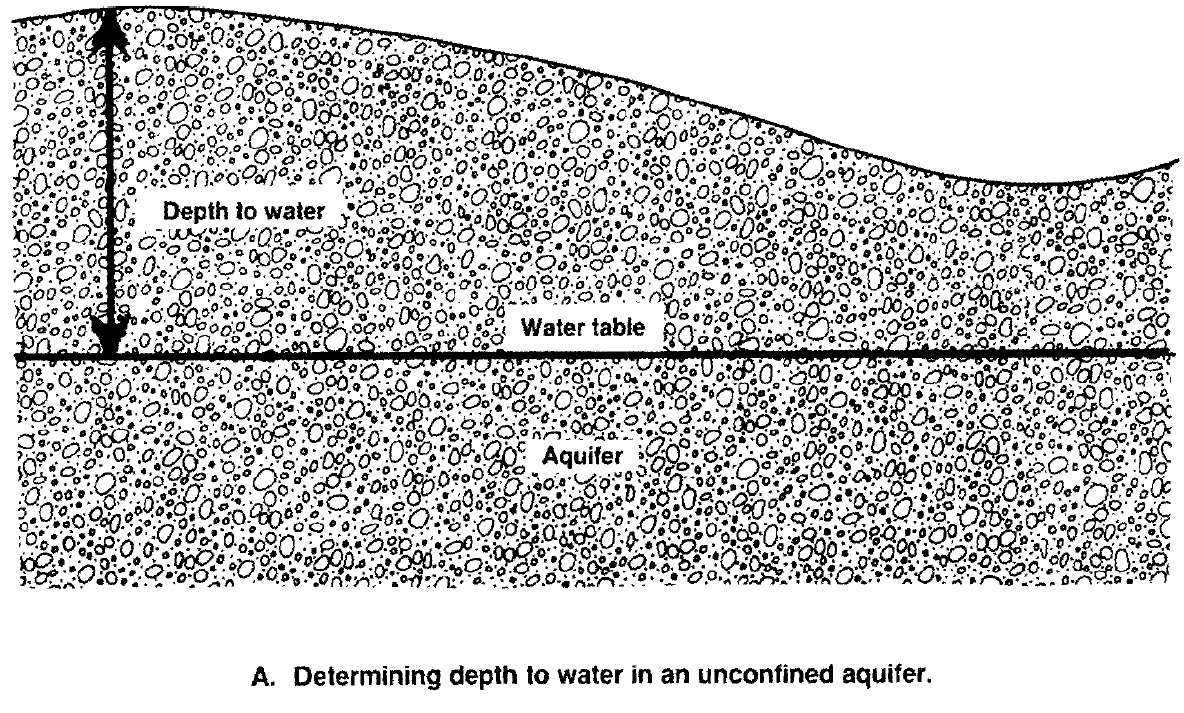 Depth to water
Water table
Aquifer
A. Determining depth to water in an unconfined aquifer.